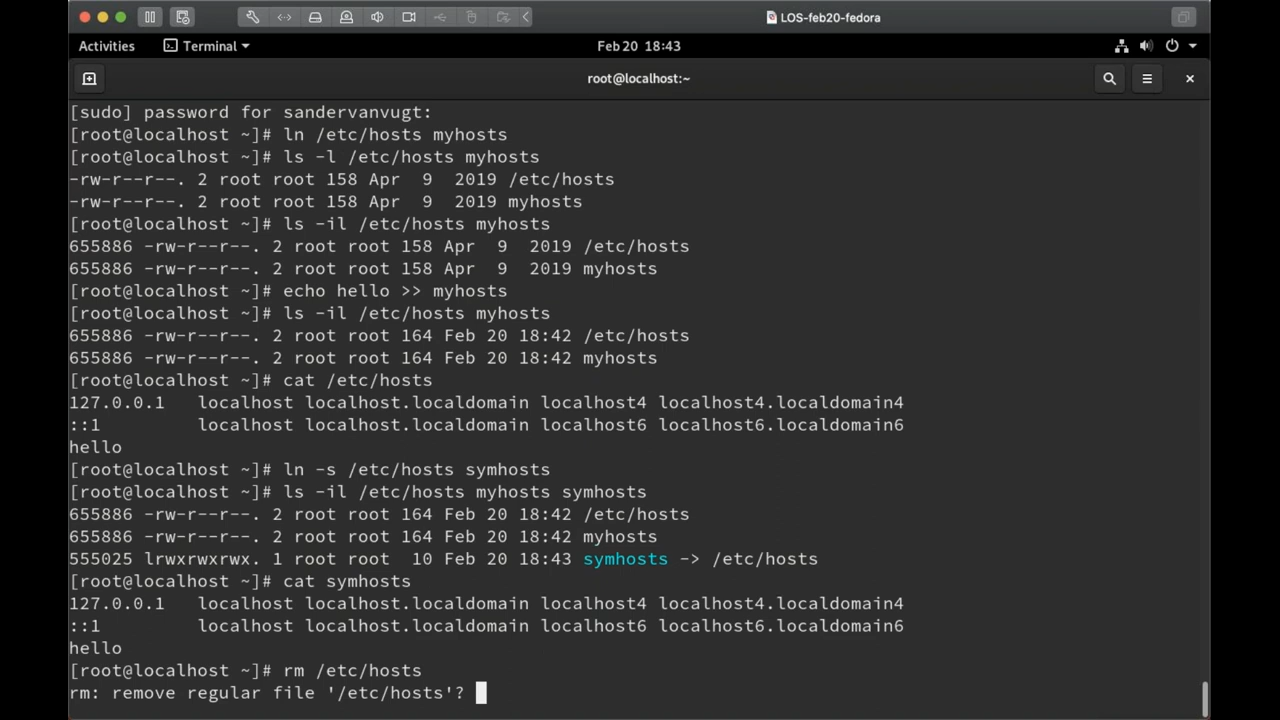 LOS-feb20-fedora
Activities Terminal Feb 20 18:43
root@localhost:~
[sudo] password for sandervanvugt:
[root@localhost ~]# ln /etc/hosts myhosts
[root@localhost ~]# ls -l /etc/hosts myhosts
-rw-r--r--. 2 root root 158 Apr  9  2019 /etc/hosts
-rw-r--r--. 2 root root 158 Apr  9  2019 myhosts
[root@localhost ~]# ls -il /etc/hosts myhosts
655886 -rw-r--r--. 2 root root 158 Apr  9  2019 /etc/hosts
655886 -rw-r--r--. 2 root root 158 Apr  9  2019 myhosts
[root@localhost ~]# echo hello >> myhosts
[root@localhost ~]# ls -il /etc/hosts myhosts
655886 -rw-r--r--. 2 root root 164 Feb 20 18:42 /etc/hosts
655886 -rw-r--r--. 2 root root 164 Feb 20 18:42 myhosts
[root@localhost ~]# cat /etc/hosts
127.0.0.1   localhost localhost.localdomain localhost4 localhost4.localdomain4
::1         localhost localhost.localdomain localhost6 localhost6.localdomain6
hello
[root@localhost ~]# ln -s /etc/hosts symhosts
[root@localhost ~]# ls -il /etc/hosts myhosts symhosts
655886 -rw-r--r--. 2 root root 164 Feb 20 18:42 /etc/hosts
655886 -rw-r--r--. 2 root root 164 Feb 20 18:42 myhosts
555025 lrwxrwxrwx. 1 root root  10 Feb 20 18:43 symhosts -> /etc/hosts
[root@localhost ~]# cat symhosts
127.0.0.1   localhost localhost.localdomain localhost4 localhost4.localdomain4
::1         localhost localhost.localdomain localhost6 localhost6.localdomain6
hello
[root@localhost ~]# rm /etc/hosts
rm: remove regular file '/etc/hosts'?